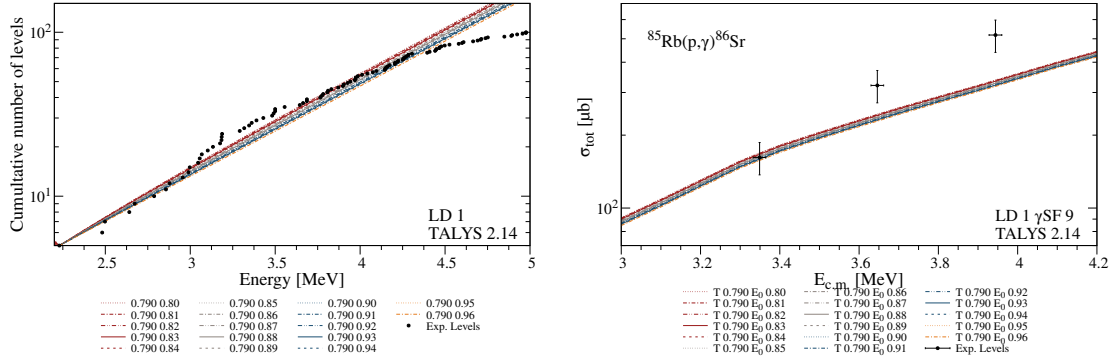 10²
10¹
Cumulative number of levels
2.5
3
3.5
4
4.5
5
Energy [MeV]
LD 1
TALYS 2.14
0.790 0.80
0.790 0.81
0.790 0.82
0.790 0.83
0.790 0.84
0.790 0.85
0.790 0.86
0.790 0.87
0.790 0.88
0.790 0.89
0.790 0.90
0.790 0.91
0.790 0.92
0.790 0.93
0.790 0.94
0.790 0.95
0.790 0.96
Exp. Levels
⁸⁵Rb(p,γ)⁸⁶Sr
σtot [μb]
10²
LD 1 γSF 9
TALYS 2.14
3
3.2
3.4
3.6
3.8
4
4.2
Ec.m. [MeV]
T 0.790 E₀ 0.80
T 0.790 E₀ 0.81
T 0.790 E₀ 0.82
T 0.790 E₀ 0.83
T 0.790 E₀ 0.84
T 0.790 E₀ 0.85
T 0.790 E₀ 0.86
T 0.790 E₀ 0.87
T 0.790 E₀ 0.88
T 0.790 E₀ 0.89
T 0.790 E₀ 0.90
T 0.790 E₀ 0.91
T 0.790 E₀ 0.92
T 0.790 E₀ 0.93
T 0.790 E₀ 0.94
T 0.790 E₀ 0.95
T 0.790 E₀ 0.96
Exp. Levels